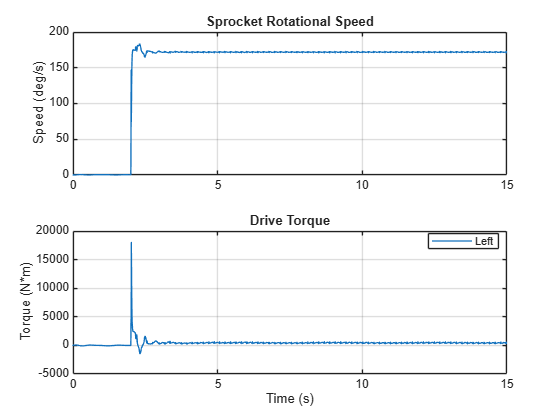 Sprocket Rotational Speed
200
150
100
50
0
Speed (deg/s)
0 5 10 15
Drive Torque
20000
15000
10000
5000
0
-5000
Torque (N*m)
Left
0 5 10 15
Time (s)